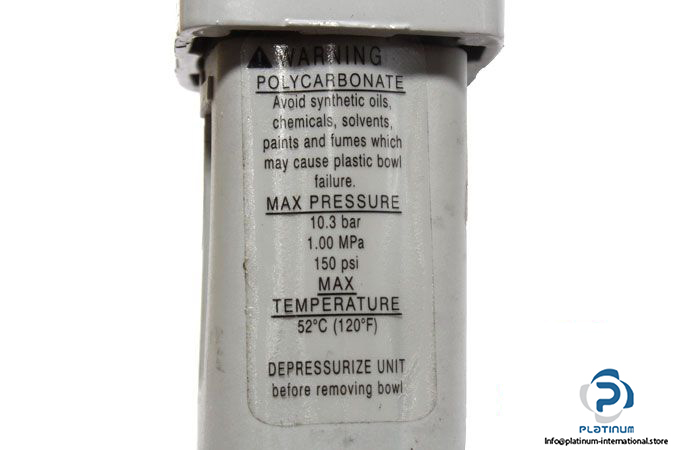 WARNING
POLYCARBONATE
Avoid synthetic oils,
chemicals, solvents,
paints and fumes which
may cause plastic bowl
failure.
MAX PRESSURE
10.3 bar
1.00 MPa
150 psi
MAX
TEMPERATURE
52°C (120°F)
DEPRESSURIZE UNIT
before removing bowl
PLATINUM
Info@platinum-international.store